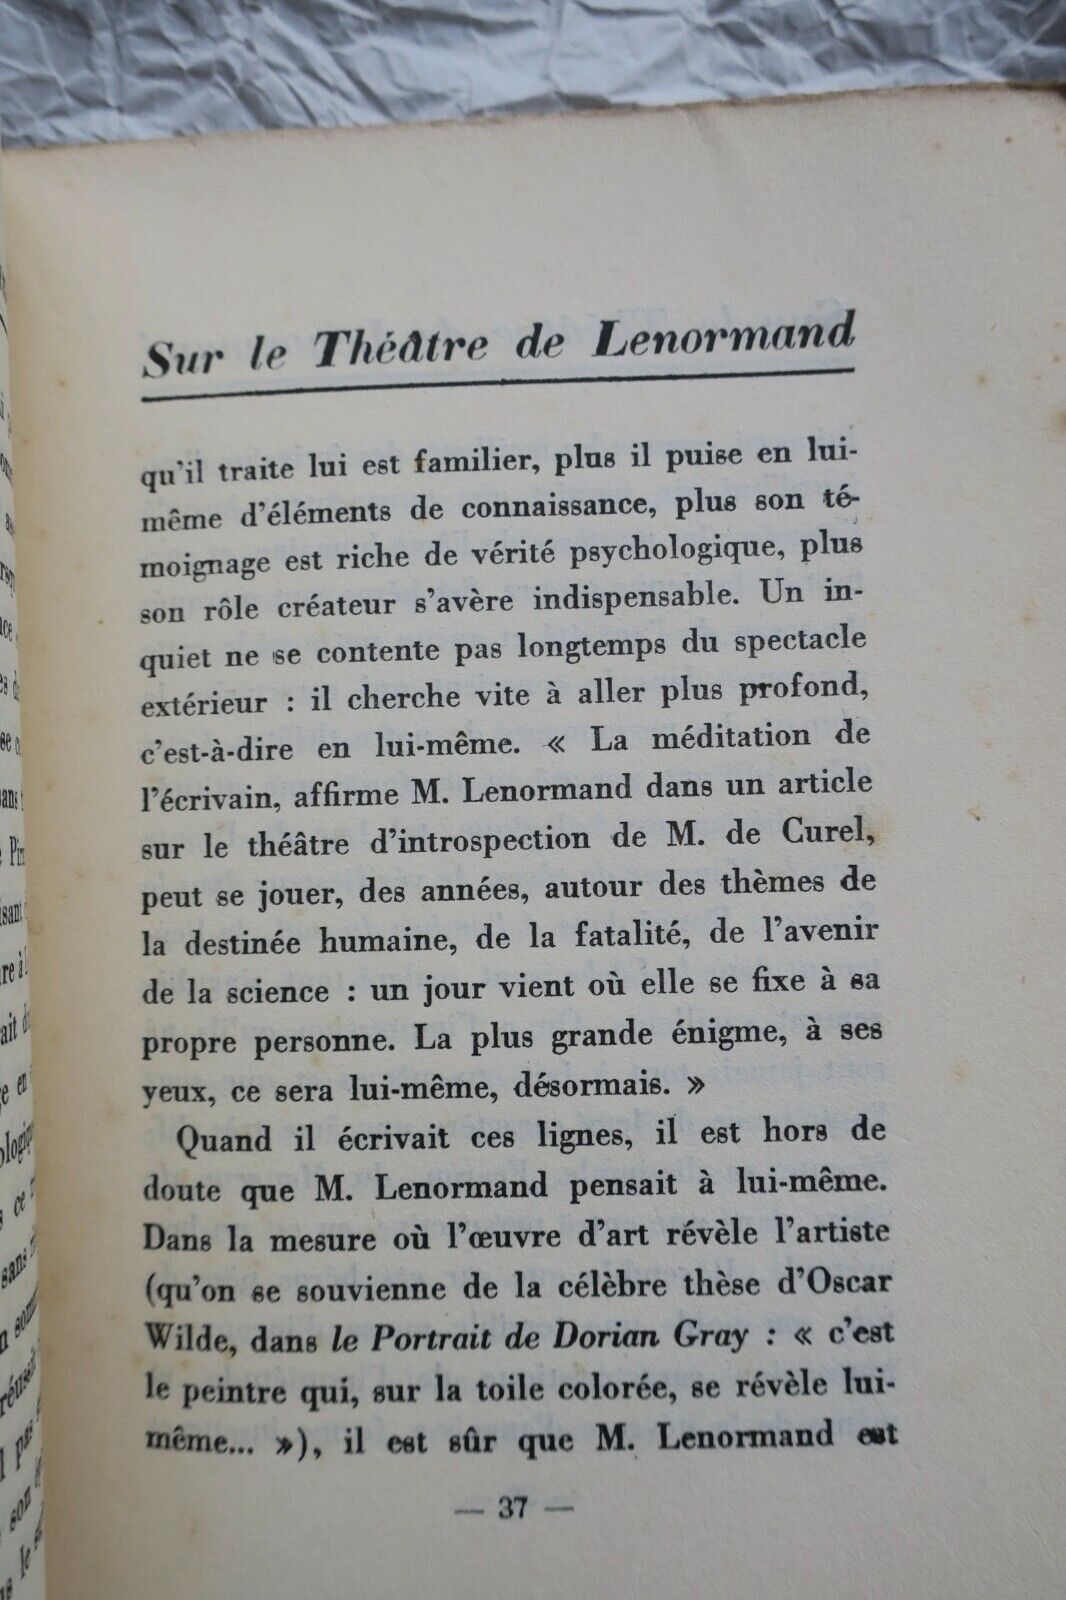 Sur le Théâtre de Lenormand
qu'il traite lui est familier, plus il puise en lui-
même d'éléments de connaissance, plus son té-
moignage est riche de vérité psychologique, plus
son rôle créateur s'avère indispensable. Un in-
quiet ne se contente pas longtemps du spectacle
extérieur : il cherche vite à aller plus profond,
c'est-à-dire en lui-même. « La méditation de
l'écrivain, affirme M. Lenormand dans un article
sur le théâtre d'introspection de M. de Curel,
peut se jouer, des années, autour des thèmes de
la destinée humaine, de la fatalité, de l'avenir
de la science : un jour vient où elle se fixe à sa
propre personne. La plus grande énigme, à ses
yeux, ce sera lui-même, désormais. »
Quand il écrivait ces lignes, il est hors de
doute que M. Lenormand pensait à lui-même.
Dans la mesure où l'œuvre d'art révèle l'artiste
(qu'on se souvienne de la célèbre thèse d'Oscar
Wilde, dans le Portrait de Dorian Gray : « c'est
le peintre qui, sur la toile colorée, se révèle lui-
même... »), il est sûr que M. Lenormand est
— 37 —